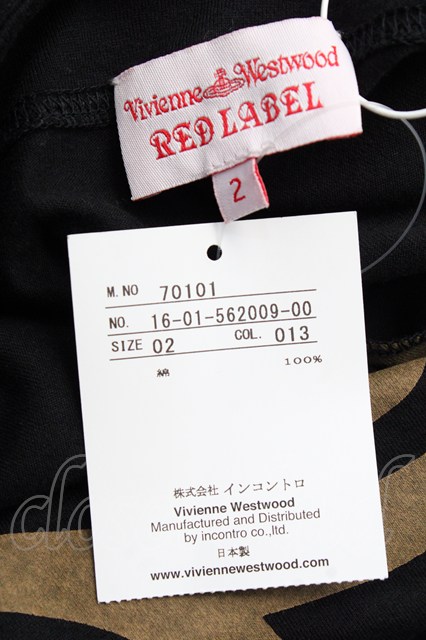 Vivienne Westwood
RED LABEL
2
M.NO 70101
NO. 16-01-562009-00
SIZE 02 COL. 013
綿 100%
株式会社 インコントロ
Vivienne Westwood
Manufactured and Distributed
by incontro co.,ltd.
日本製
www.viviennewestwood.com